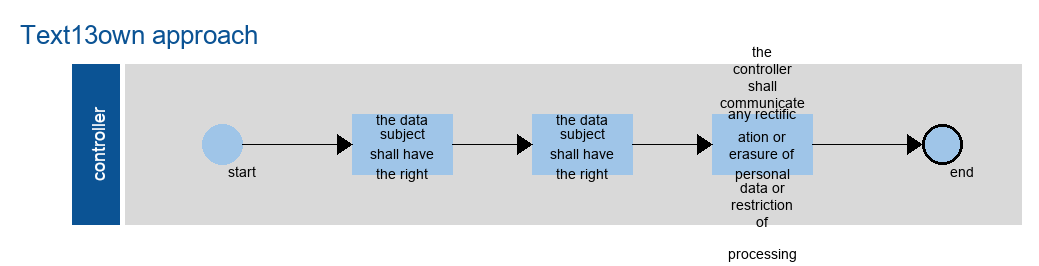 Text13own approach
controller
start
the data
subject
shall have
the right
the data
subject
shall have
the right
the
controller
shall
communicate
any rectific
ation or
erasure of
personal
data or
restriction
of
processing
end